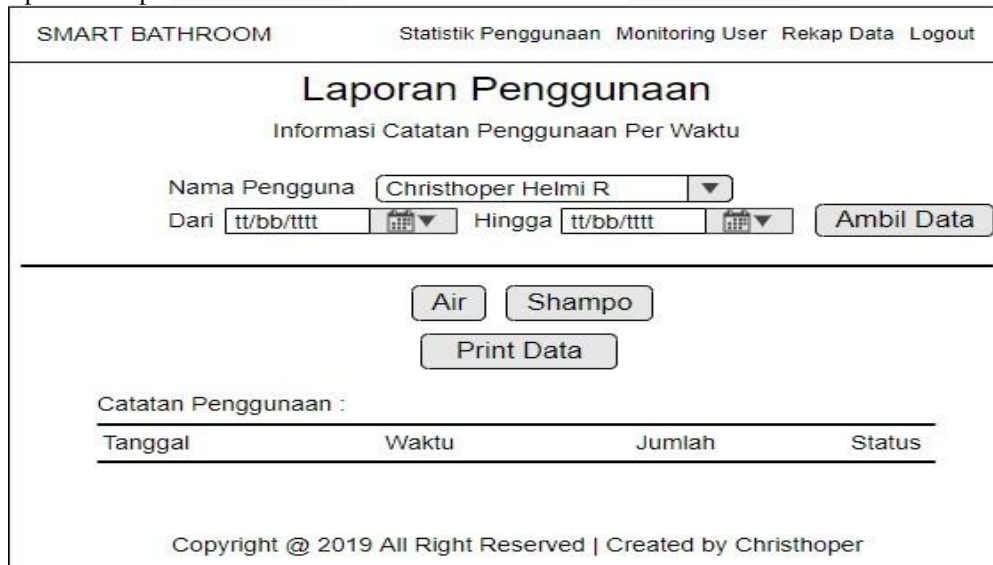 SMART BATHROOM Statistik Penggunaan Monitoring User Rekap Data Logout
Laporan Penggunaan
Informasi Catatan Penggunaan Per Waktu
Nama Pengguna Christhoper Helmi R
Dari tt/bb/tttt Hingga tt/bb/tttt Ambil Data
Air Shampo
Print Data
Catatan Penggunaan :
Tanggal Waktu Jumlah Status
Copyright @ 2019 All Right Reserved | Created by Christhoper